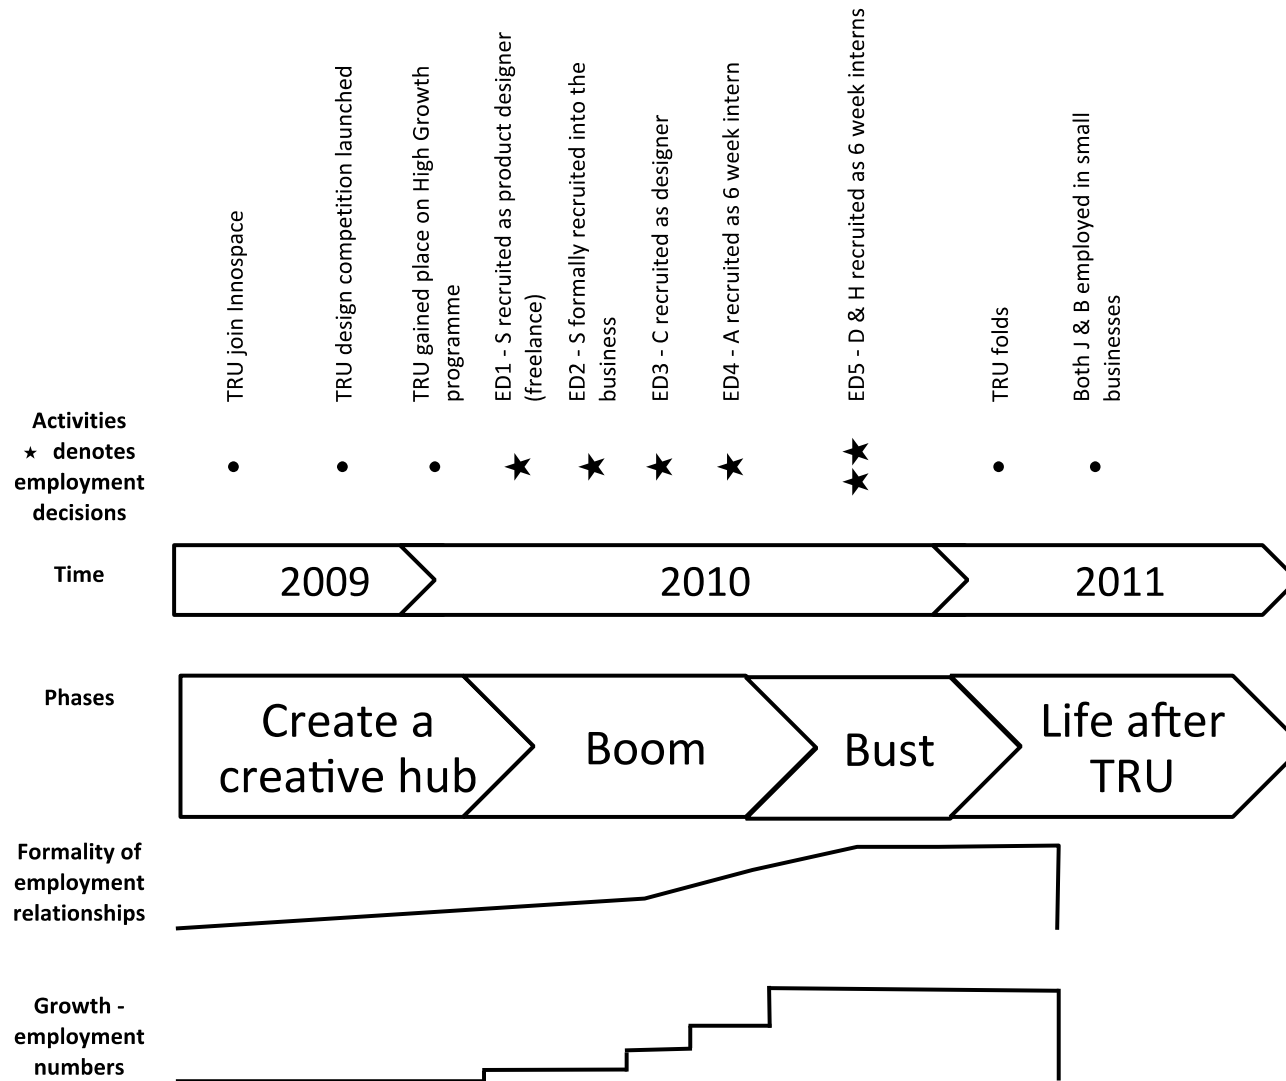 TRU join Innospace
TRU design competition launched
TRU gained place on High Growth
programme
ED1 - S recruited as product designer
(freelance)
ED2 - S formally recruited into the
business
ED3 - C recruited as designer
ED4 - A recruited as 6 week intern
ED5 - D & H recruited as 6 week interns
TRU folds
Both J & B employed in small
businesses
Activities
★ denotes
employment
decisions
Time
2009
2010
2011
Phases
Create a
creative hub
Boom
Bust
Life after
TRU
Formality of
employment
relationships
Growth -
employment
numbers